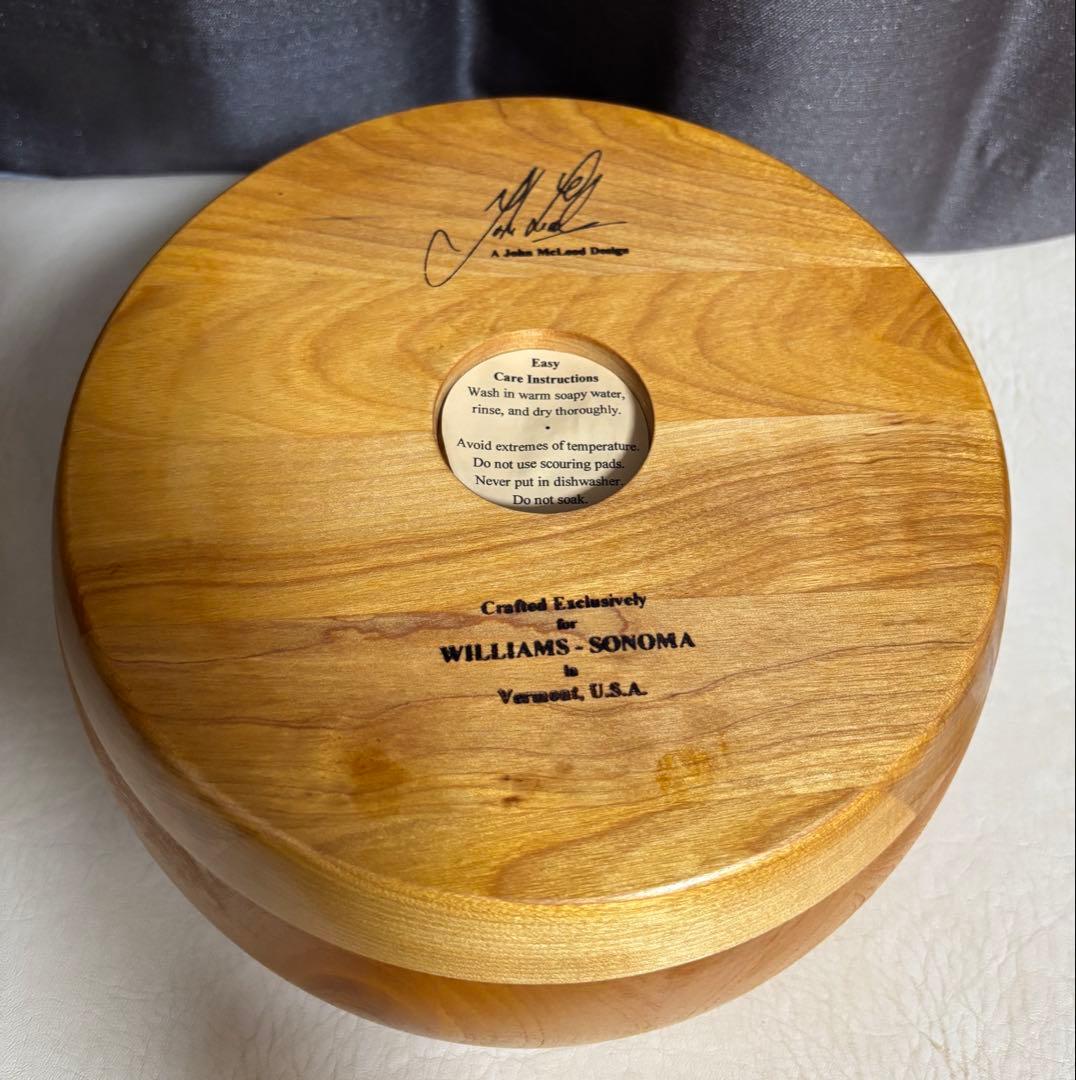 A John McLeod Design
Easy
Care Instructions
Wash in warm soapy water,
rinse, and dry thoroughly.
•
Avoid extremes of temperature.
Do not use scouring pads.
Never put in dishwasher.
Do not soak.
Crafted Exclusively
for
WILLIAMS - SONOMA
in
Vermont, U.S.A.